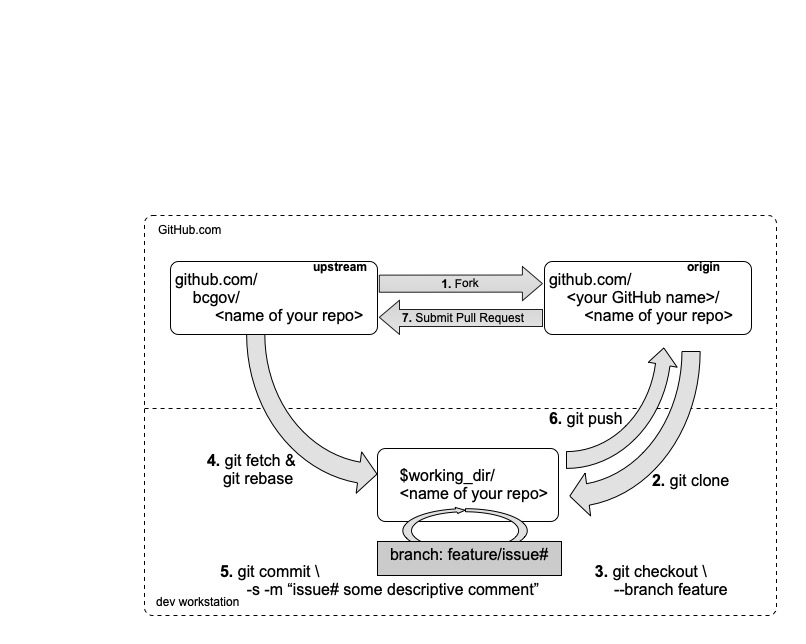 GitHub.com
upstream
github.com/
bcgov/
<name of your repo>
1. Fork
7. Submit Pull Request
origin
github.com/
<your GitHub name>/
<name of your repo>
6. git push
4. git fetch &
git rebase
$working_dir/
<name of your repo>
2. git clone
branch: feature/issue#
5. git commit \
-s -m “issue# some descriptive comment”
3. git checkout \
--branch feature
dev workstation